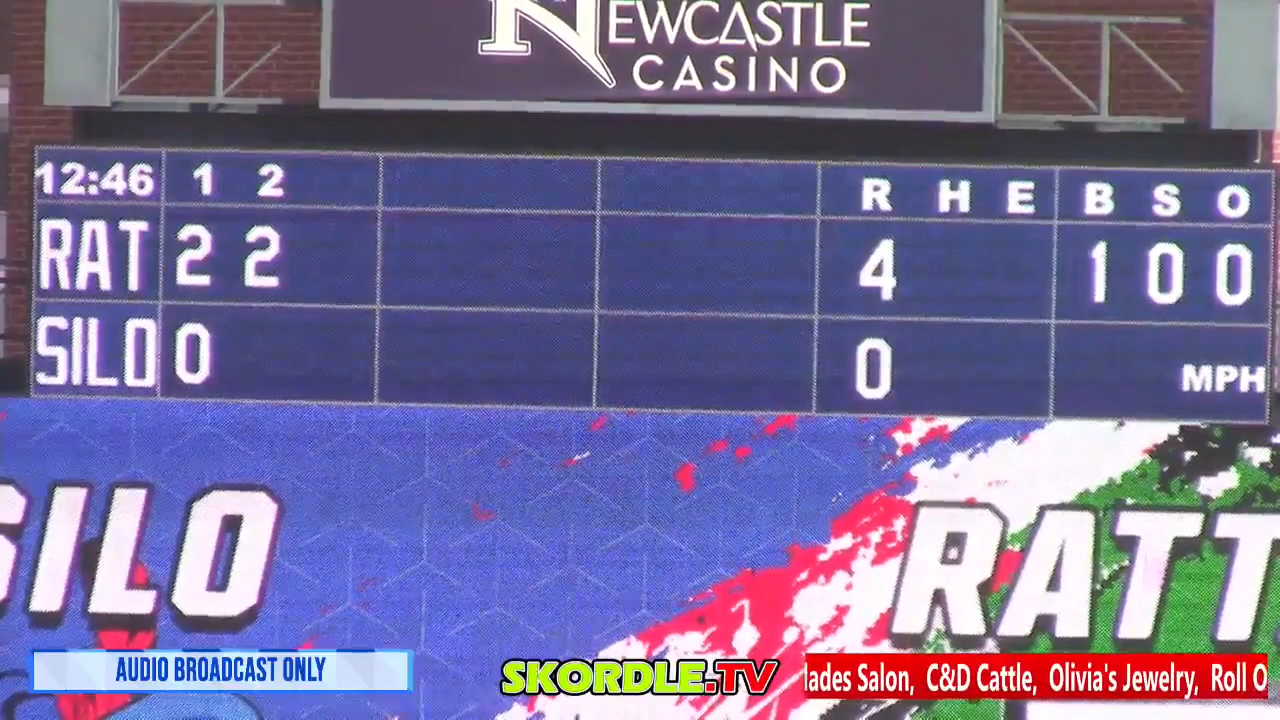 NEWCASTLE
CASINO
12:46 1 2 R H E B S O
RAT 2 2 4 1 0 0
SILO 0 0 MPH
SILO
RATT
AUDIO BROADCAST ONLY
SKORDLE.TV
lades Salon, C&D Cattle, Olivia's Jewelry, Roll O